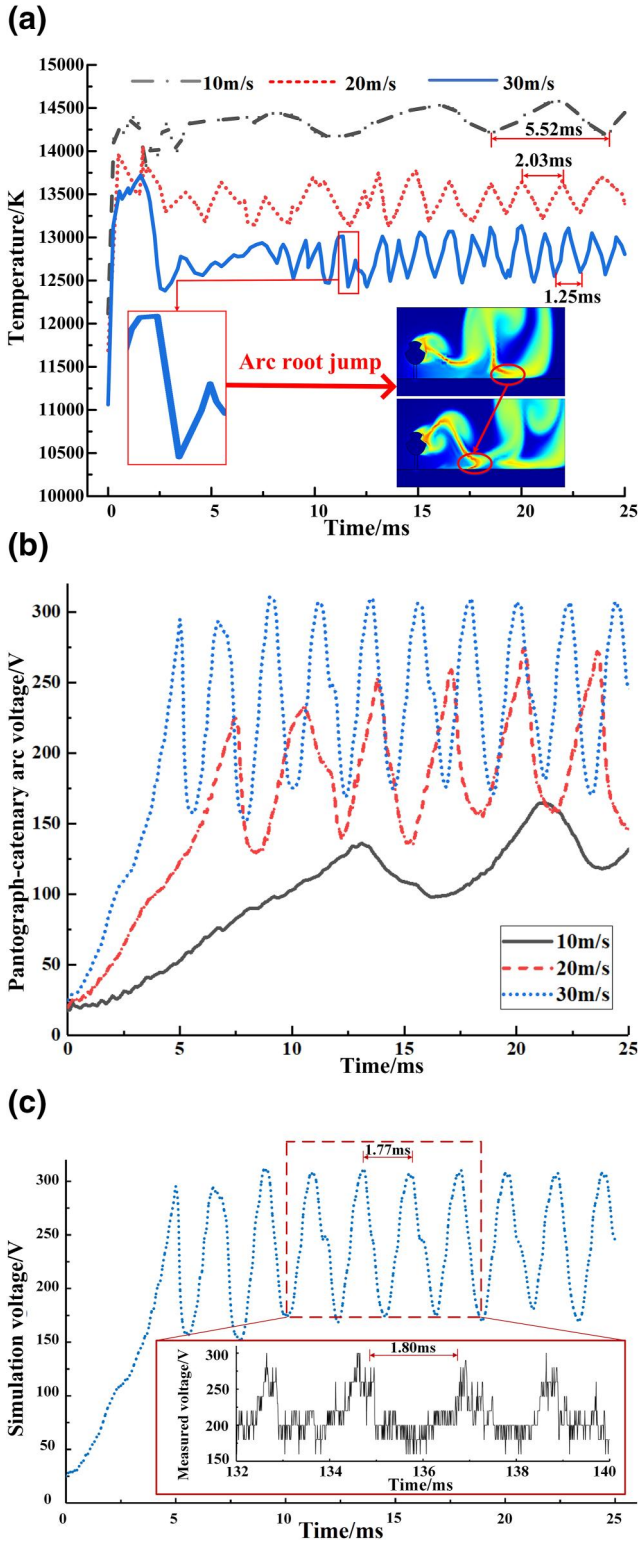 (a)
10m/s 20m/s 30m/s
Temperature/K
15000
14500
14000
13500
13000
12500
12000
11500
11000
10500
10000
5.52ms
2.03ms
1.25ms
Arc root jump
0 5 10 15 20 25
Time/ms
(b)
Pantograph-catenary arc voltage/V
300
250
200
150
100
50
0
10m/s
20m/s
30m/s
0 5 10 15 20 25
Time/ms
(c)
Simulation voltage/V
300
250
200
150
100
50
0
1.77ms
Measured voltage/V
300
250
200
150
1.80ms
132 134 136 138 140
Time/ms
0 5 10 15 20 25
Time/ms